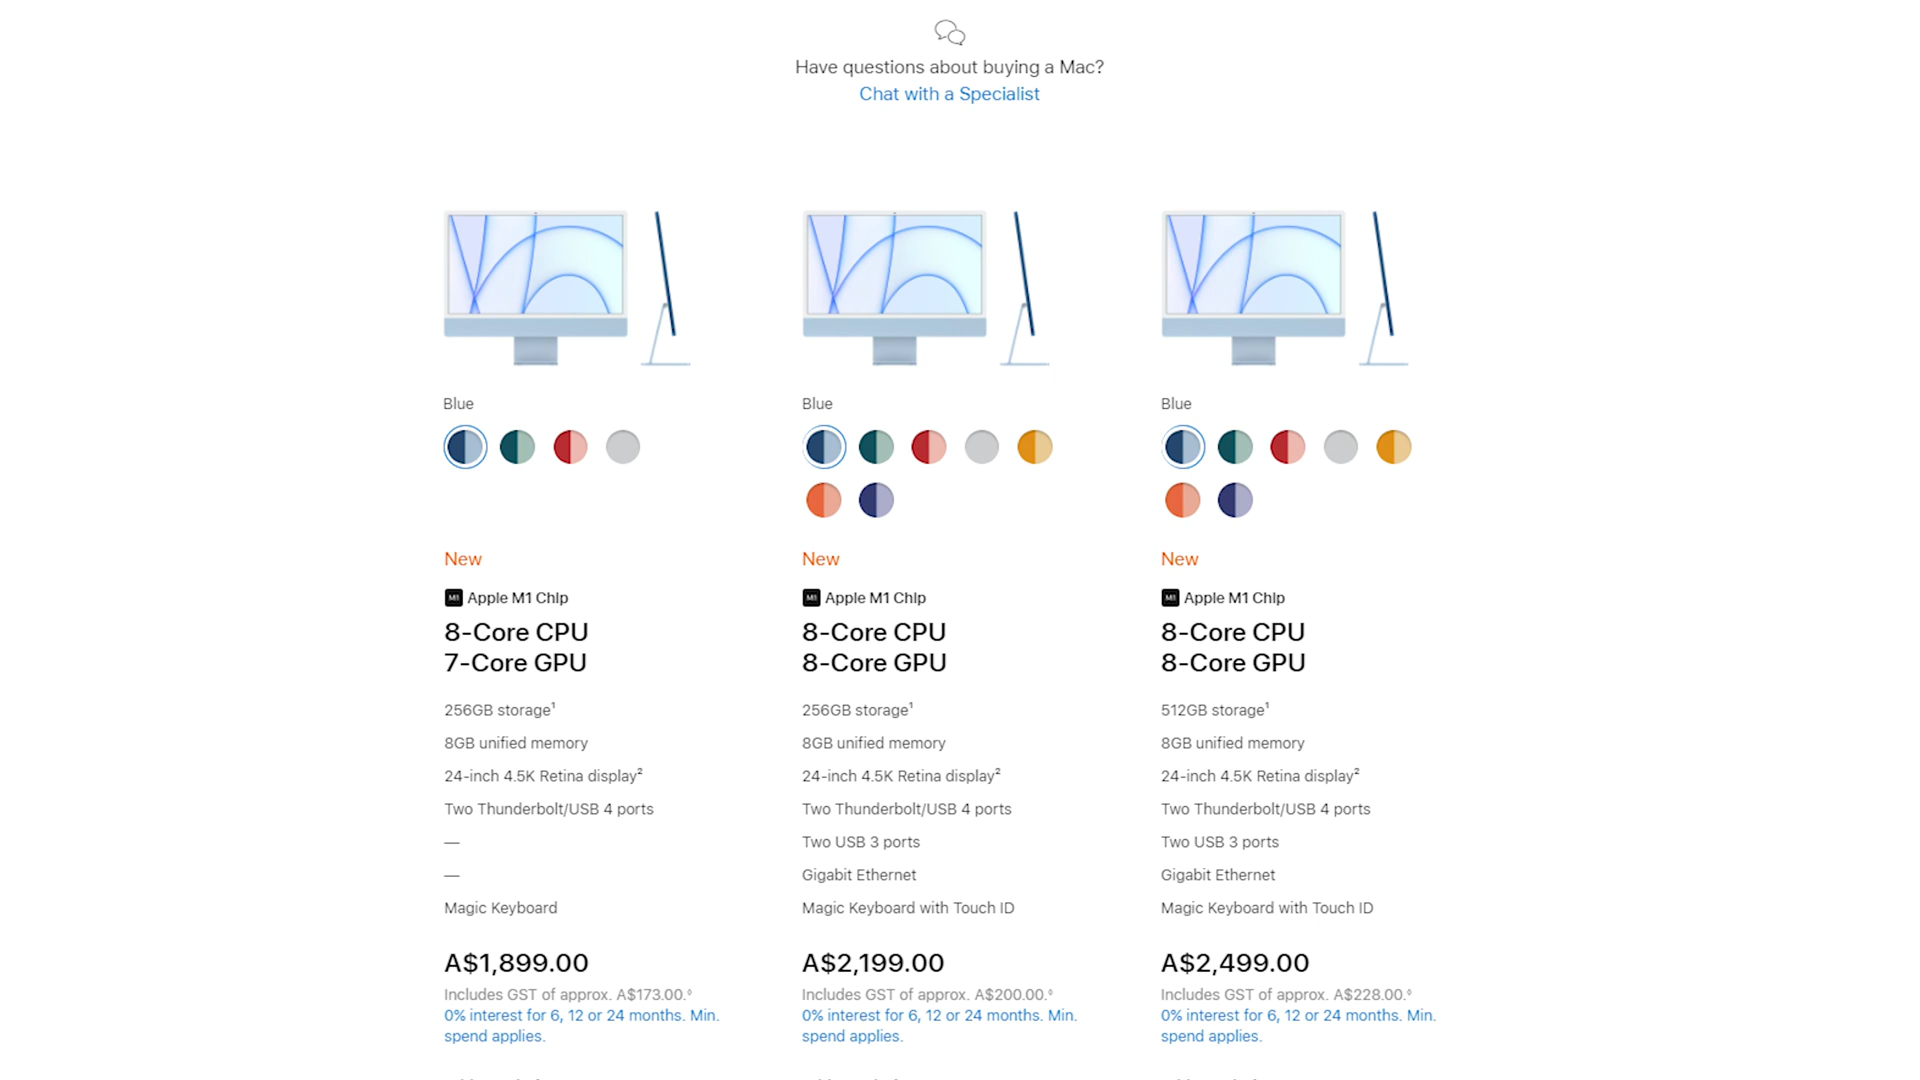 Have questions about buying a Mac?
Chat with a Specialist
Blue
New
M1 Apple M1 Chip
8-Core CPU
7-Core GPU
256GB storage¹
8GB unified memory
24-inch 4.5K Retina display²
Two Thunderbolt/USB 4 ports
—
—
Magic Keyboard
A$1,899.00
Includes GST of approx. A$173.00.◊
0% interest for 6, 12 or 24 months. Min.
spend applies.
Blue
New
M1 Apple M1 Chip
8-Core CPU
8-Core GPU
256GB storage¹
8GB unified memory
24-inch 4.5K Retina display²
Two Thunderbolt/USB 4 ports
Two USB 3 ports
Gigabit Ethernet
Magic Keyboard with Touch ID
A$2,199.00
Includes GST of approx. A$200.00.◊
0% interest for 6, 12 or 24 months. Min.
spend applies.
Blue
New
M1 Apple M1 Chip
8-Core CPU
8-Core GPU
512GB storage¹
8GB unified memory
24-inch 4.5K Retina display²
Two Thunderbolt/USB 4 ports
Two USB 3 ports
Gigabit Ethernet
Magic Keyboard with Touch ID
A$2,499.00
Includes GST of approx. A$228.00.◊
0% interest for 6, 12 or 24 months. Min.
spend applies.